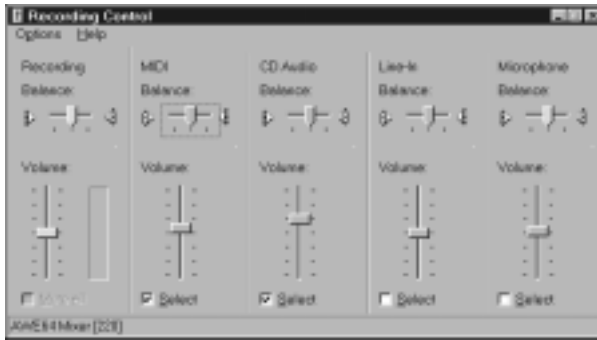 Recording Control
Options Help
Recording
Balance:
Volume:
MIDI
Balance:
Volume:
Select
CD Audio
Balance:
Volume:
Select
Line-In
Balance:
Volume:
Select
Microphone
Balance:
Volume:
Select
AWE64 Mixer [220]